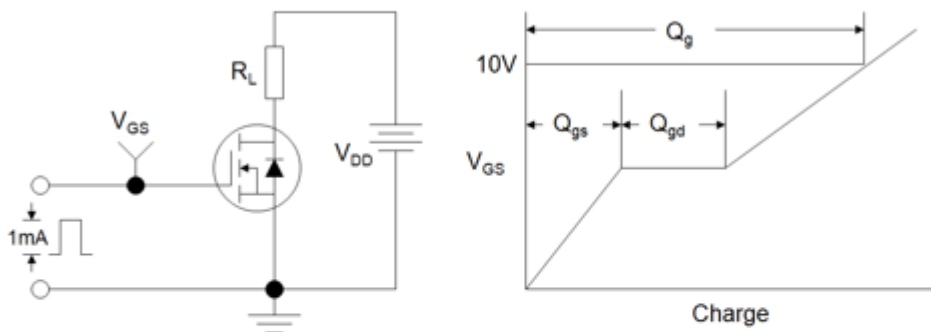 R_L
V_GS
V_DD
1mA
Q_g
10V
Q_gs Q_gd
V_GS
Charge